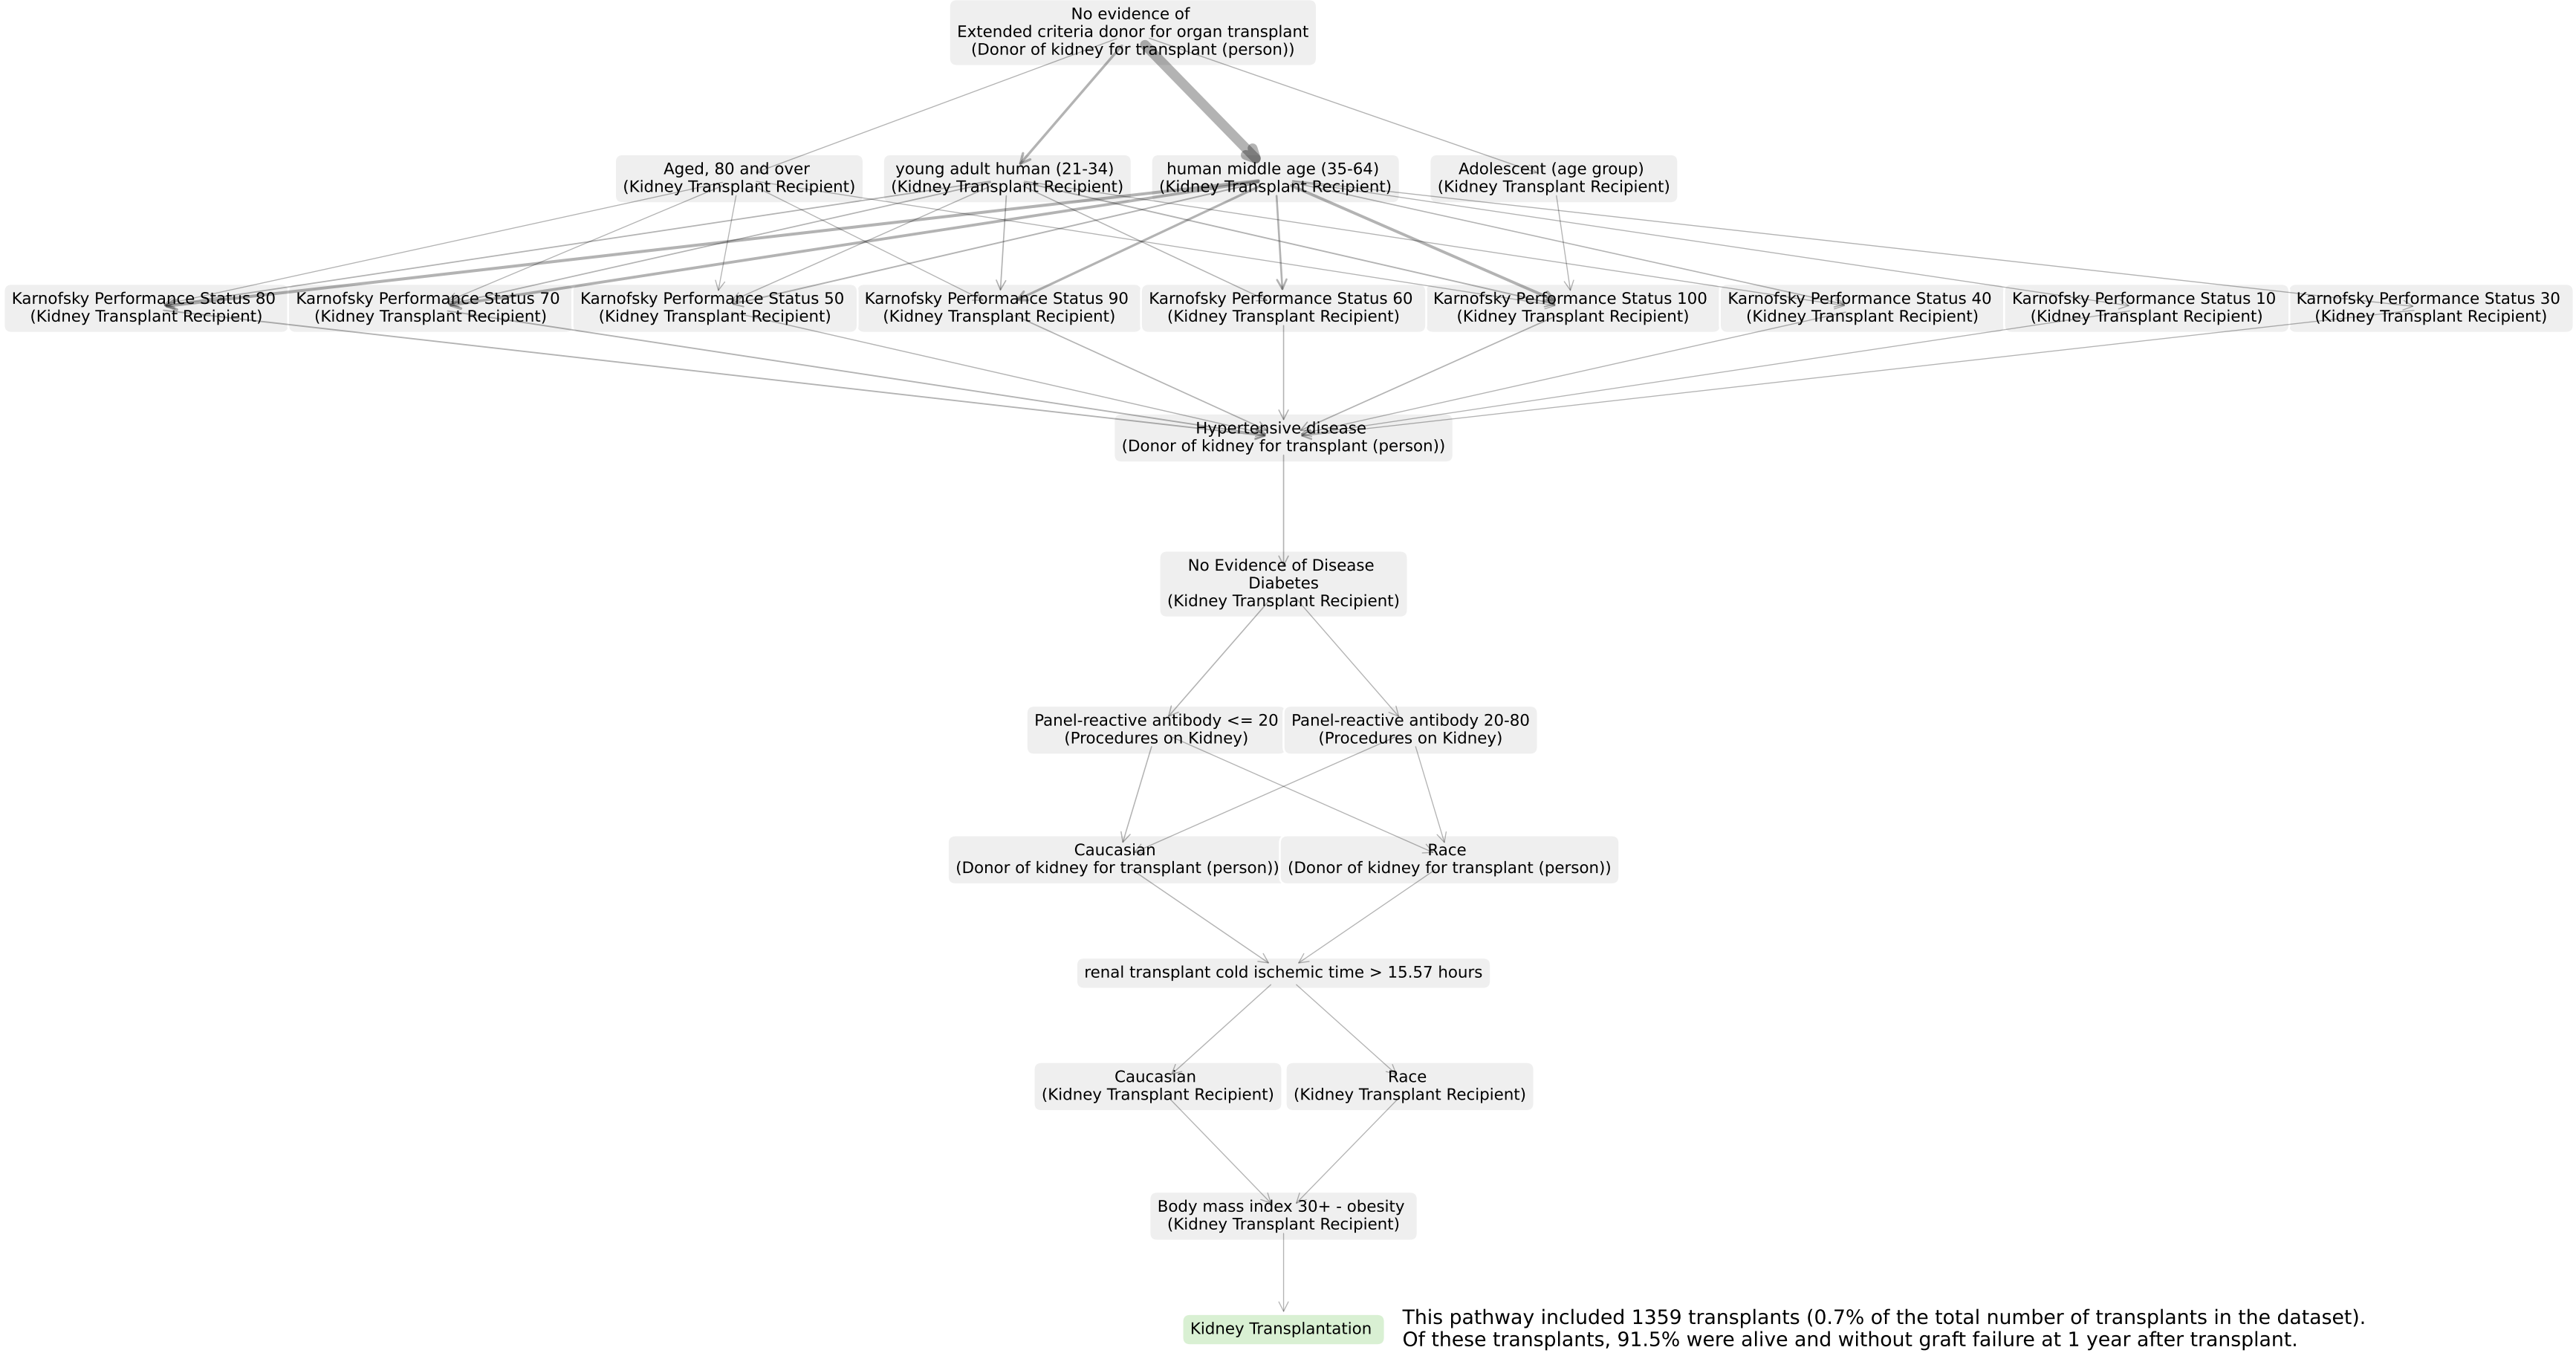 No evidence of
Extended criteria donor for organ transplant
(Donor of kidney for transplant (person))
Aged, 80 and over
(Kidney Transplant Recipient)
young adult human (21-34)
(Kidney Transplant Recipient)
human middle age (35-64)
(Kidney Transplant Recipient)
Adolescent (age group)
(Kidney Transplant Recipient)
Karnofsky Performance Status 80
(Kidney Transplant Recipient)
Karnofsky Performance Status 70
(Kidney Transplant Recipient)
Karnofsky Performance Status 50
(Kidney Transplant Recipient)
Karnofsky Performance Status 90
(Kidney Transplant Recipient)
Karnofsky Performance Status 60
(Kidney Transplant Recipient)
Karnofsky Performance Status 100
(Kidney Transplant Recipient)
Karnofsky Performance Status 40
(Kidney Transplant Recipient)
Karnofsky Performance Status 10
(Kidney Transplant Recipient)
Karnofsky Performance Status 30
(Kidney Transplant Recipient)
Hypertensive disease
(Donor of kidney for transplant (person))
No Evidence of Disease
Diabetes
(Kidney Transplant Recipient)
Panel-reactive antibody <= 20
(Procedures on Kidney)
Panel-reactive antibody 20-80
(Procedures on Kidney)
Caucasian
(Donor of kidney for transplant (person))
Race
(Donor of kidney for transplant (person))
renal transplant cold ischemic time > 15.57 hours
Caucasian
(Kidney Transplant Recipient)
Race
(Kidney Transplant Recipient)
Body mass index 30+ - obesity
(Kidney Transplant Recipient)
Kidney Transplantation
This pathway included 1359 transplants (0.7% of the total number of transplants in the dataset).
Of these transplants, 91.5% were alive and without graft failure at 1 year after transplant.